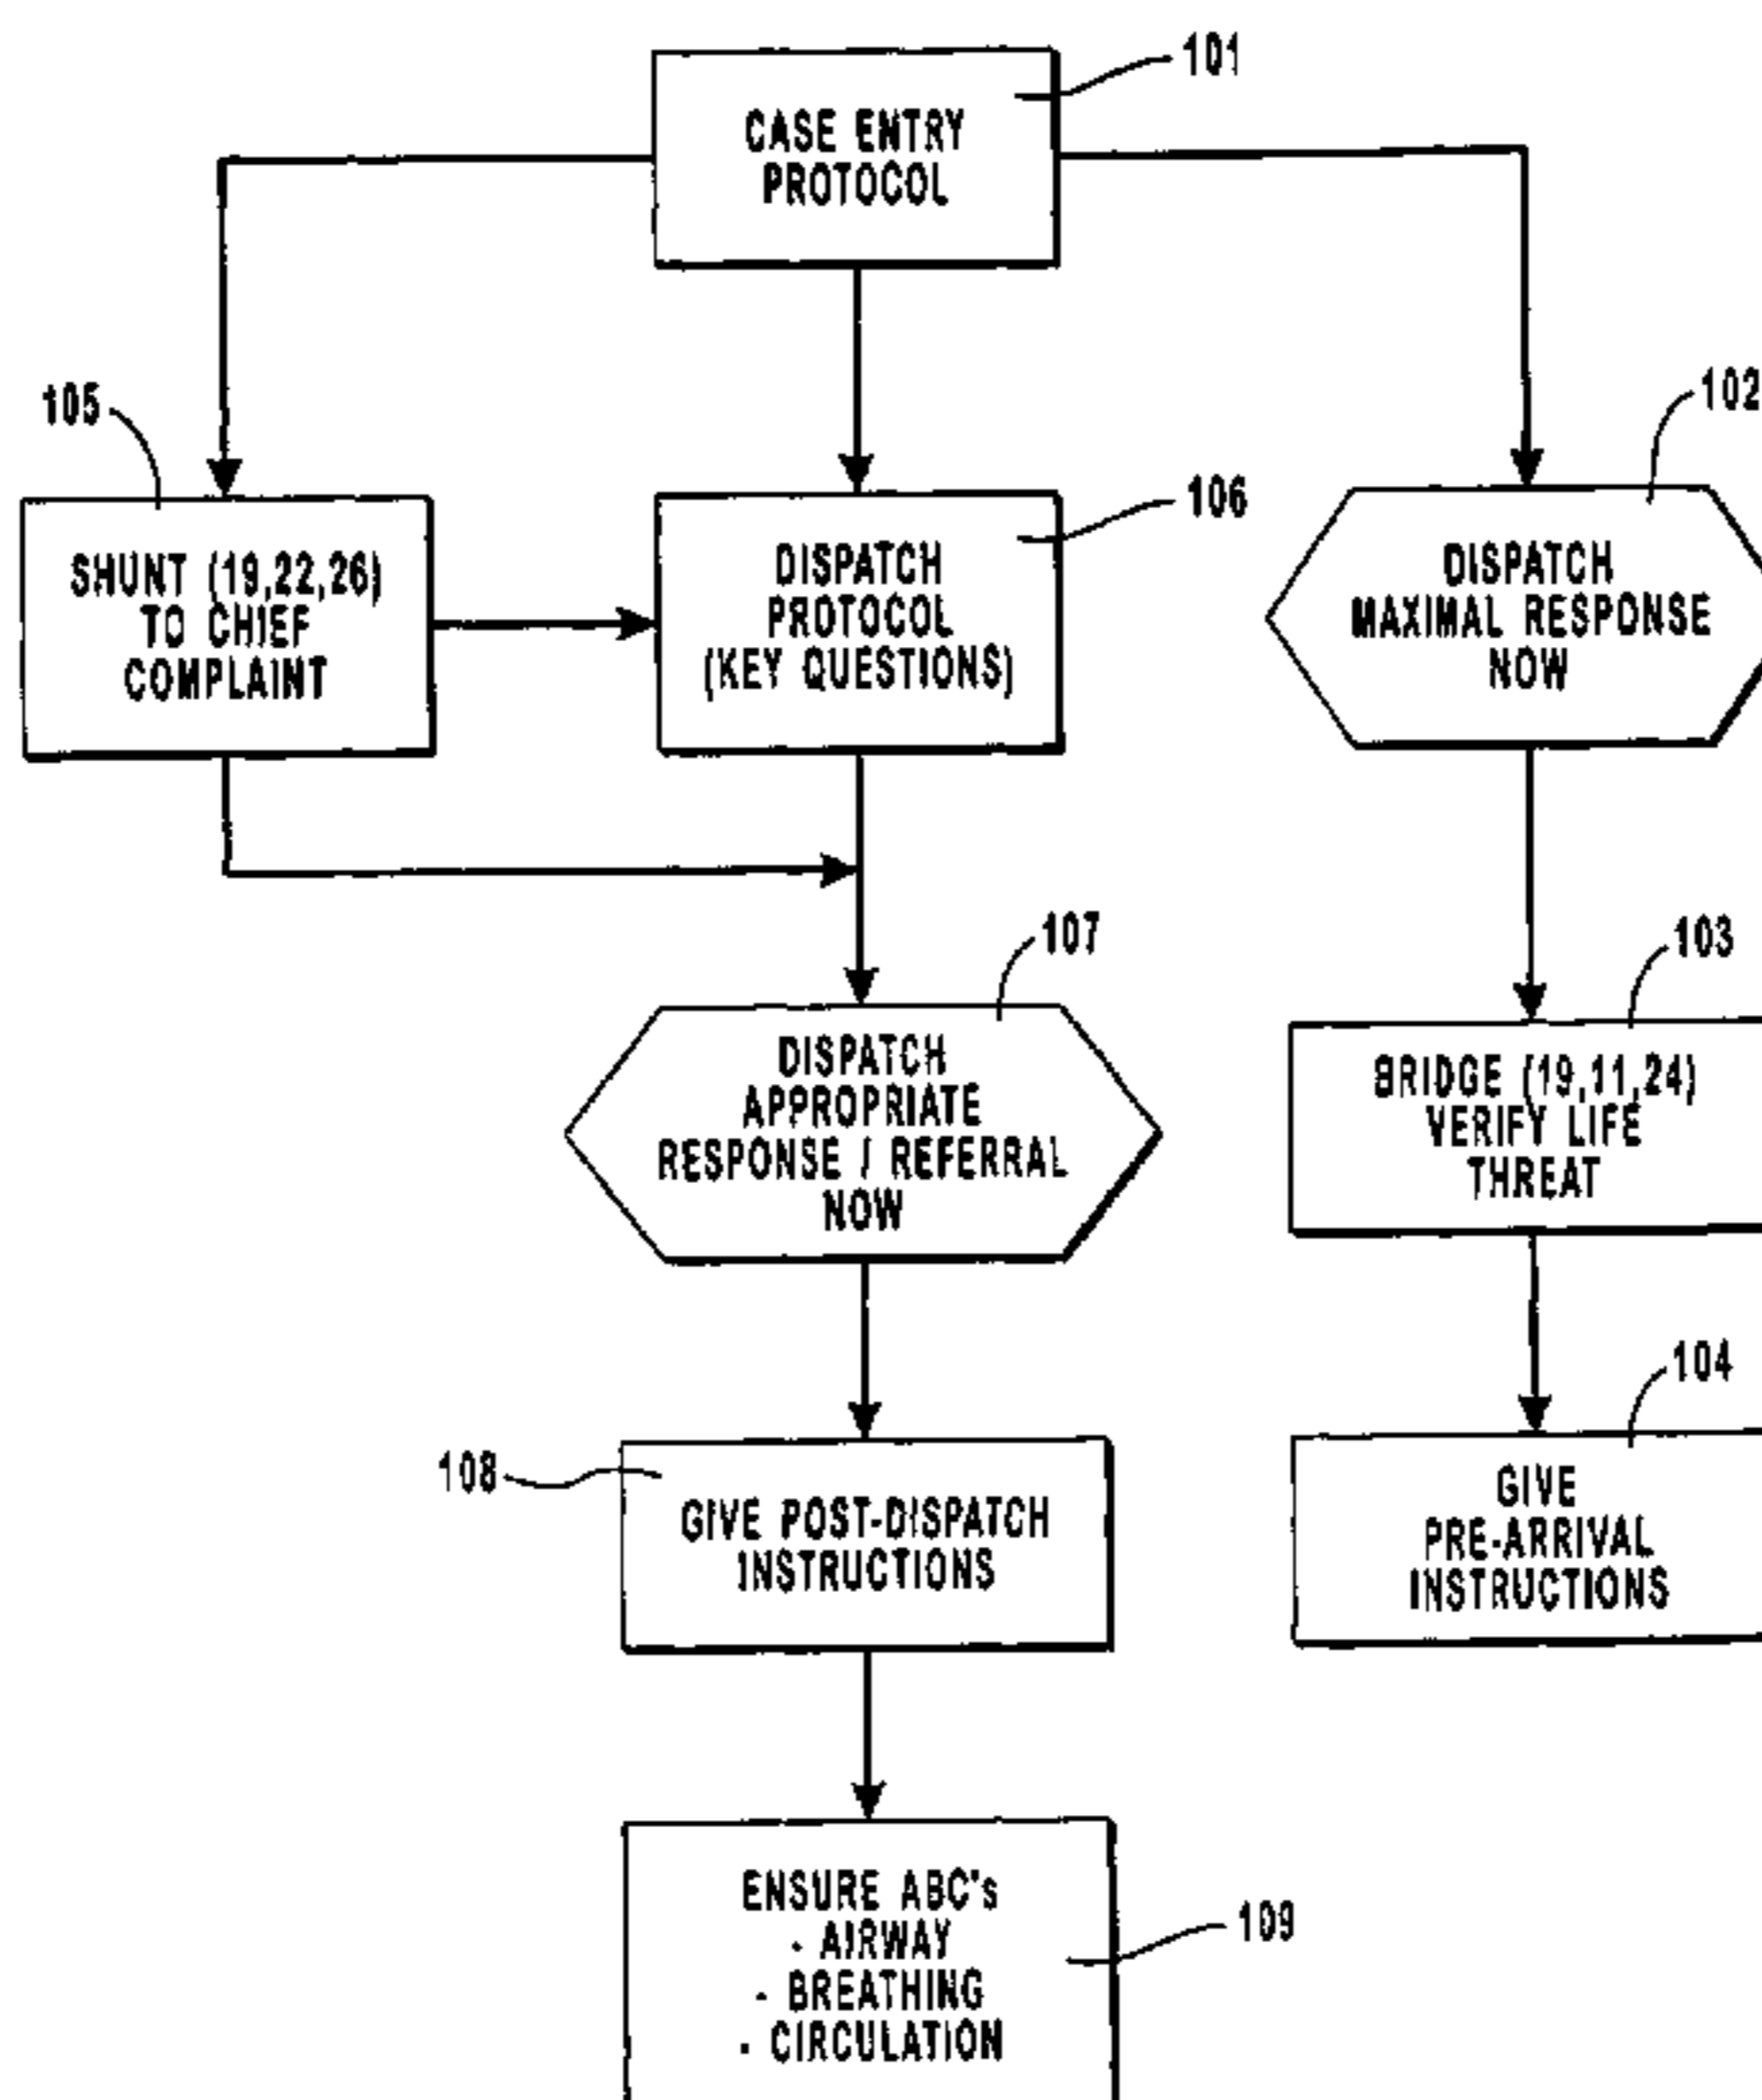 101
CASE ENTRY
PROTOCOL
105
SHUNT (19,22,26)
TO CHIEF
COMPLAINT
106
DISPATCH
PROTOCOL
(KEY QUESTIONS)
102
DISPATCH
MAXIMAL RESPONSE
NOW
107
DISPATCH
APPROPRIATE
RESPONSE / REFERRAL
NOW
103
BRIDGE (19,11,24)
VERIFY LIFE
THREAT
108
GIVE POST-DISPATCH
INSTRUCTIONS
104
GIVE
PRE-ARRIVAL
INSTRUCTIONS
109
ENSURE ABC's
- AIRWAY
- BREATHING
- CIRCULATION